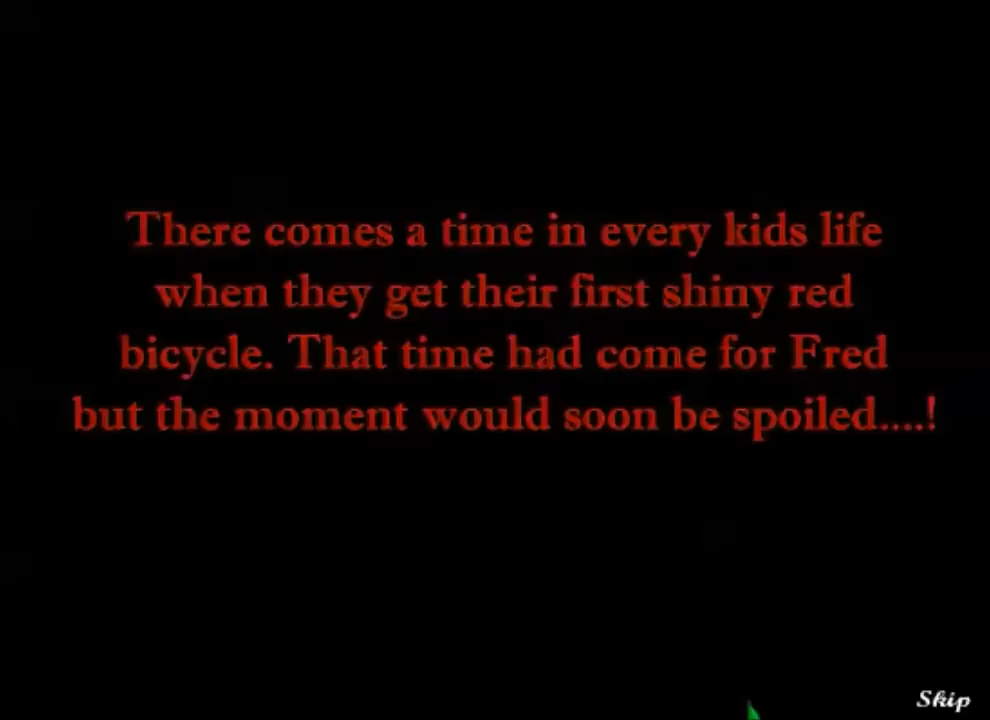 There comes a time in every kids life
when they get their first shiny red
bicycle. That time had come for Fred
but the moment would soon be spoiled....!
Skip